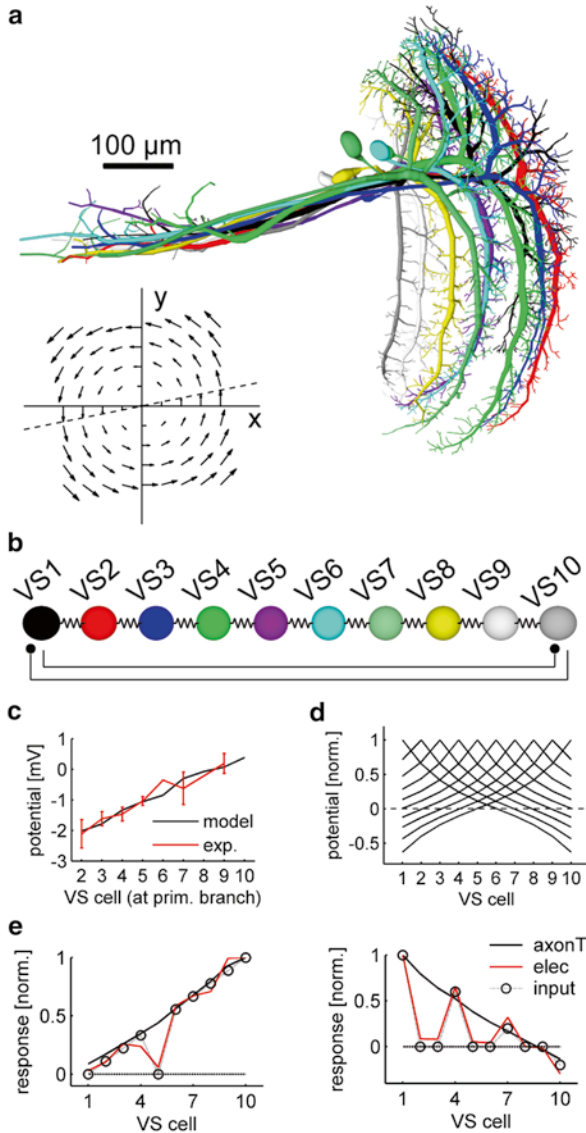 a
100 µm
y
x
b
VS1 VS2 VS3 VS4 VS5 VS6 VS7 VS8 VS9 VS10
c
potential [mV]
1
0
-1
-2
-3
model
exp.
2 3 4 5 6 7 8 9 10
VS cell (at prim. branch)
d
potential [norm.]
1
0.5
0
-0.5
1 2 3 4 5 6 7 8 9 10
VS cell
e
response [norm.]
1
0.5
0
1 4 7 10
VS cell
response [norm.]
1
0.5
0
axonT
elec
input
1 4 7 10
VS cell